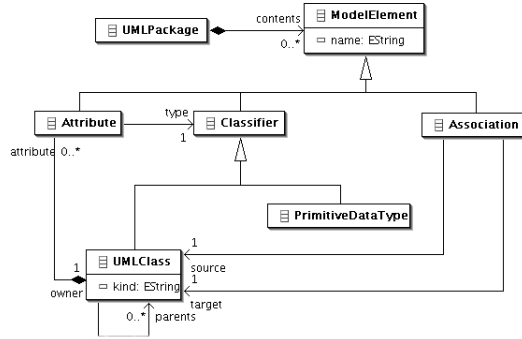 contents
ModelElement
UMLPackage
0..*
name: EString
type
Attribute
Classifier
Association
1
attribute 0..*
PrimitiveDataType
1
UMLClass
1
source
owner
kind: EString
1
target
0..*
parents